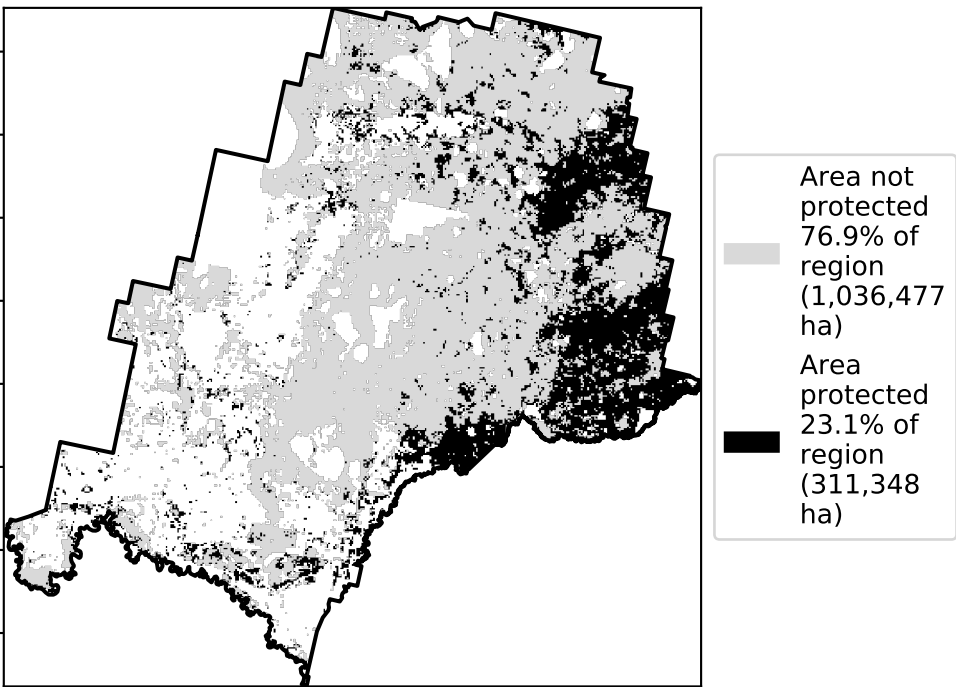 Area not
protected
76.9% of
region
(1,036,477
ha)
Area
protected
23.1% of
region
(311,348
ha)